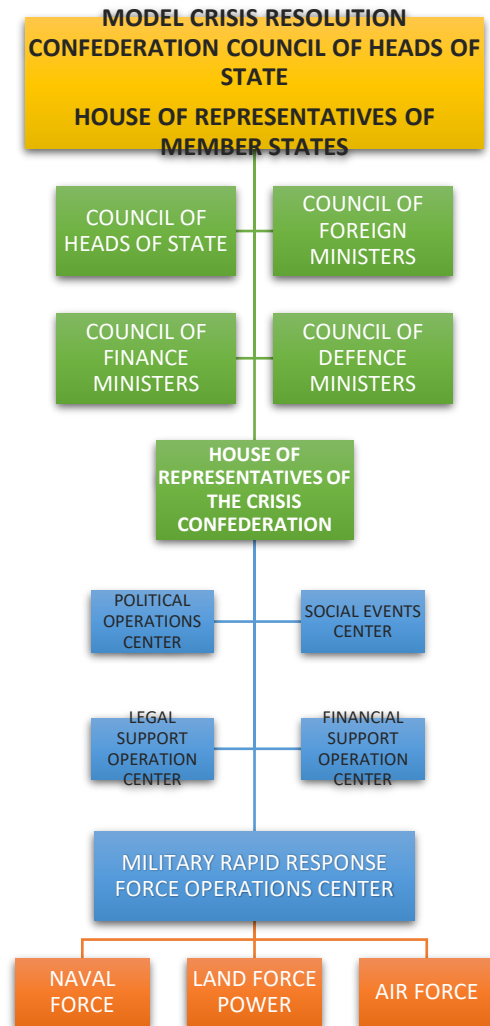 MODEL CRISIS RESOLUTION
CONFEDERATION COUNCIL OF HEADS OF
STATE
HOUSE OF REPRESENTATIVES OF
MEMBER STATES
COUNCIL OF
HEADS OF STATE
COUNCIL OF
FOREIGN
MINISTERS
COUNCIL OF
FINANCE
MINISTERS
COUNCIL OF
DEFENCE
MINISTERS
HOUSE OF
REPRESENTATIVES OF
THE CRISIS
CONFEDERATION
POLITICAL
OPERATIONS
CENTER
SOCIAL EVENTS
CENTER
LEGAL
SUPPORT
OPERATION
CENTER
FINANCIAL
SUPPORT
OPERATION
CENTER
MILITARY RAPID RESPONSE
FORCE OPERATIONS CENTER
NAVAL
FORCE
LAND FORCE
POWER
AIR FORCE